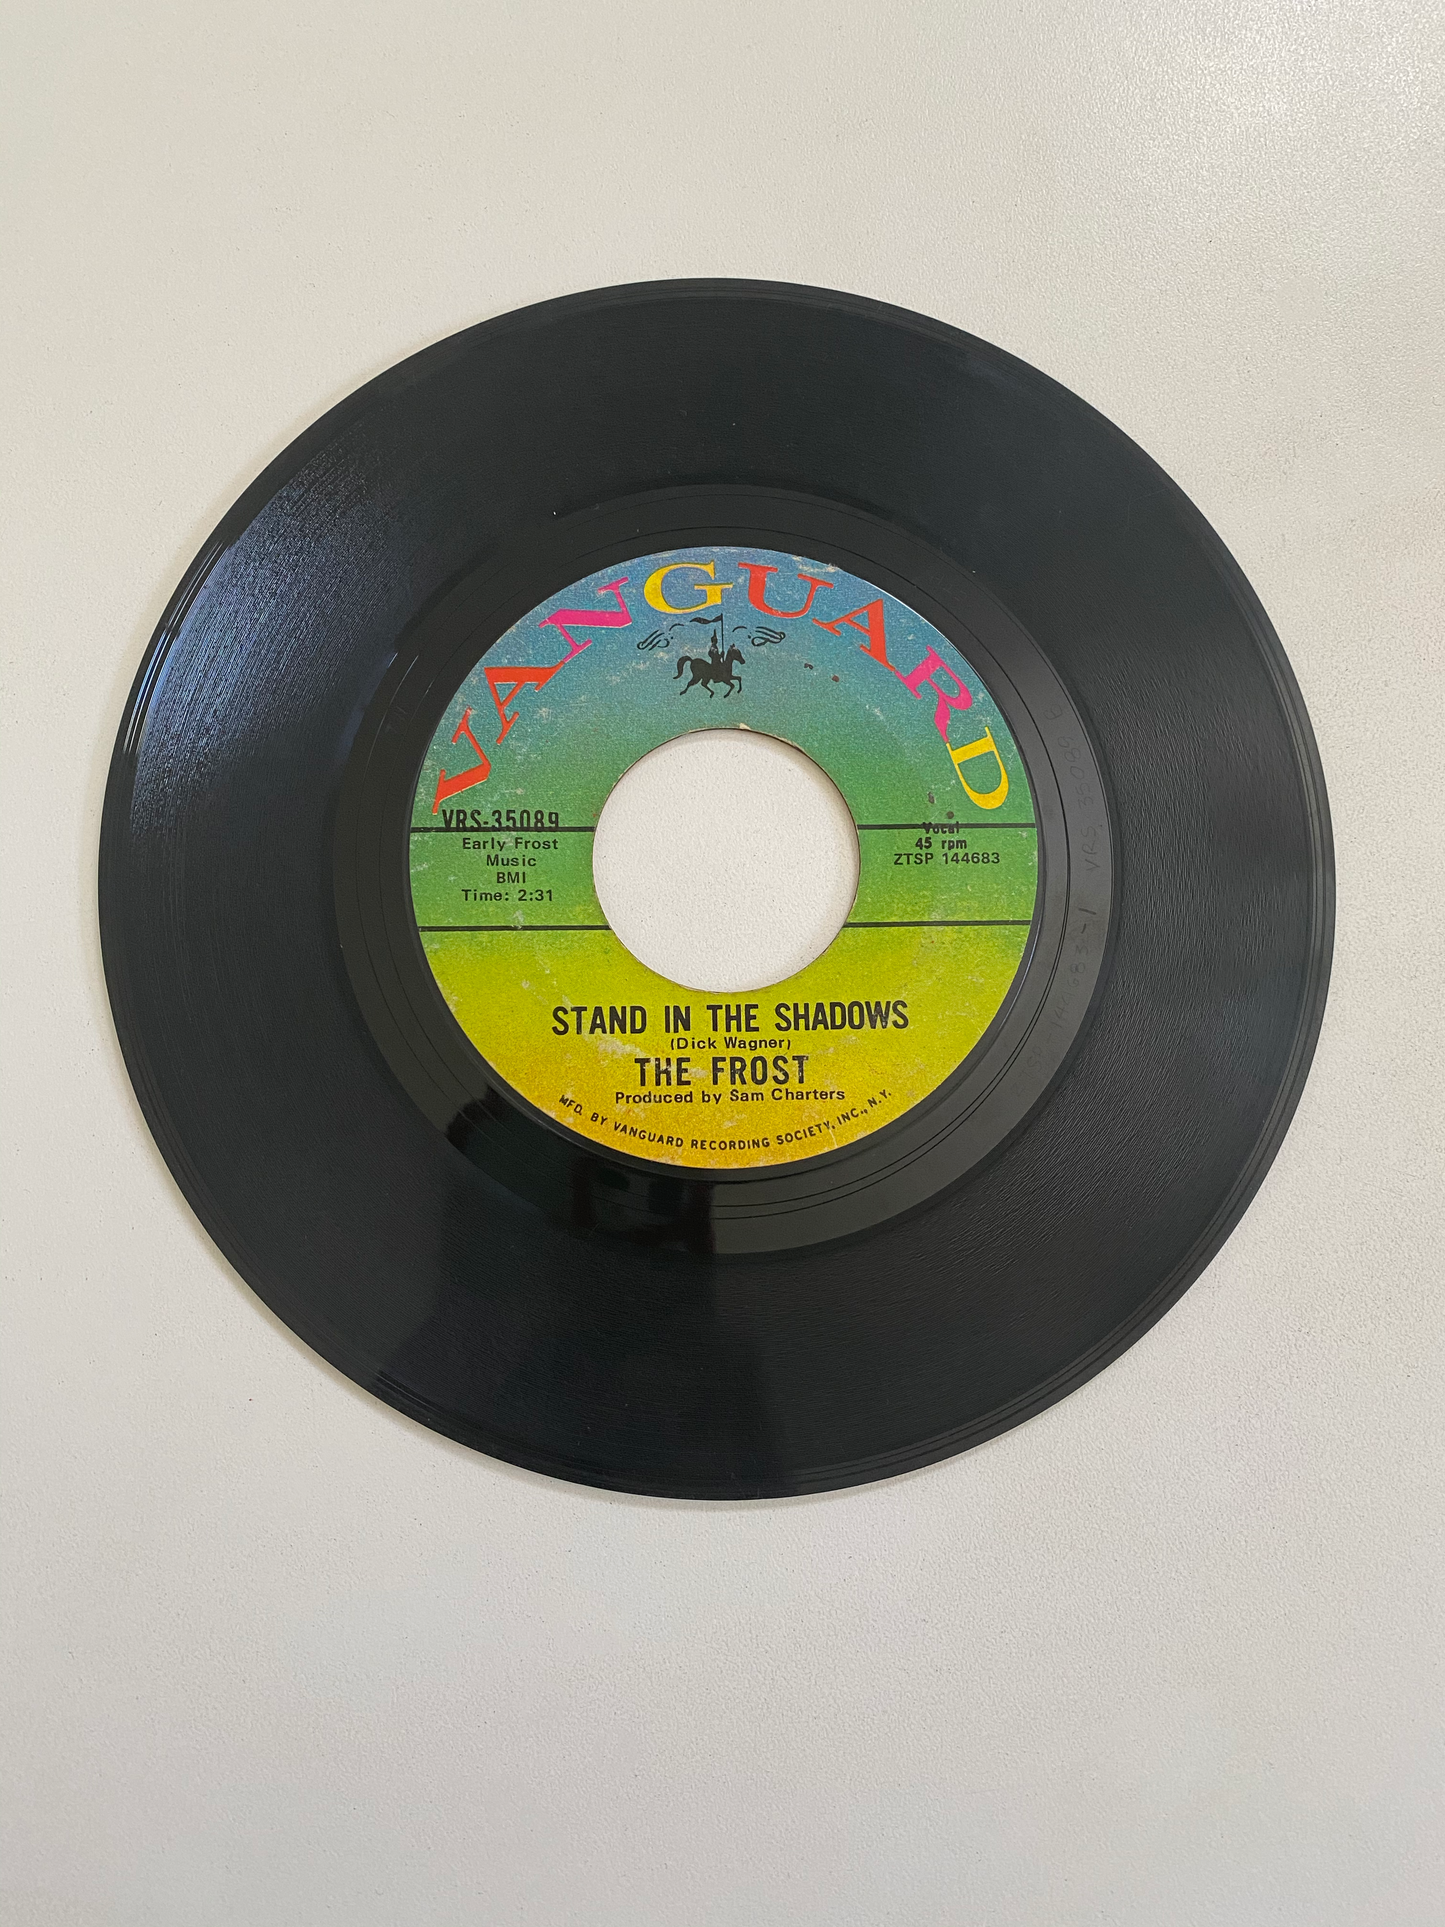 VANGUARD
VRS-35089
Early Frost
Music
BMI
Time: 2:31
Vocal
45 rpm
ZTSP 144683
STAND IN THE SHADOWS
(Dick Wagner)
THE FROST
Produced by Sam Charters
MFD. BY VANGUARD RECORDING SOCIETY, INC., N.Y.